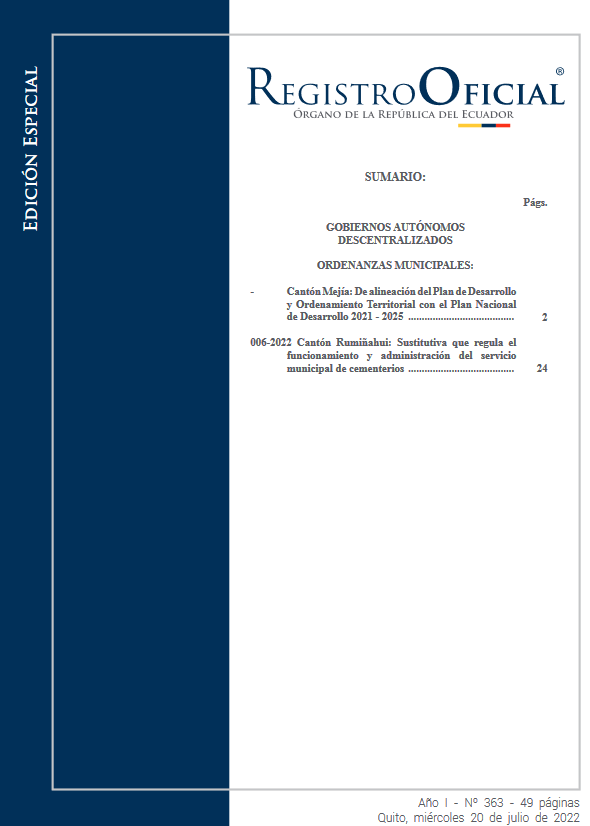 EDICIÓN ESPECIAL
REGISTRO OFICIAL®
ÓRGANO DE LA REPÚBLICA DEL ECUADOR
SUMARIO:
Págs.
GOBIERNOS AUTÓNOMOS
DESCENTRALIZADOS
ORDENANZAS MUNICIPALES:
- Cantón Mejía: De alineación del Plan de Desarrollo
y Ordenamiento Territorial con el Plan Nacional
de Desarrollo 2021 - 2025 ....................................... 2
006-2022 Cantón Rumiñahui: Sustitutiva que regula el
funcionamiento y administración del servicio
municipal de cementerios ....................................... 24
Año I - Nº 363 - 49 páginas
Quito, miércoles 20 de julio de 2022